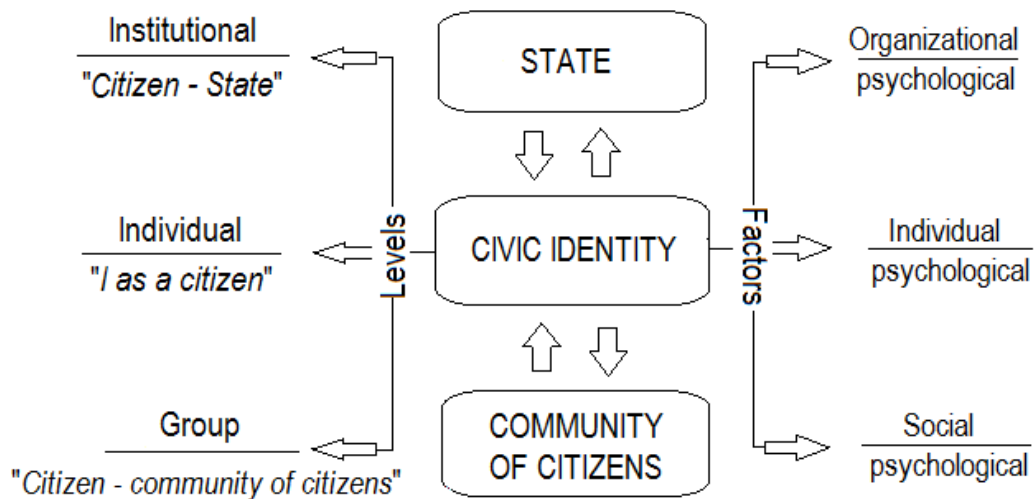 Institutional
"Citizen - State"
STATE
Organizational
psychological
Individual
"I as a citizen"
Levels
CIVIC IDENTITY
Factors
Individual
psychological
Group
"Citizen - community of citizens"
COMMUNITY
OF CITIZENS
Social
psychological